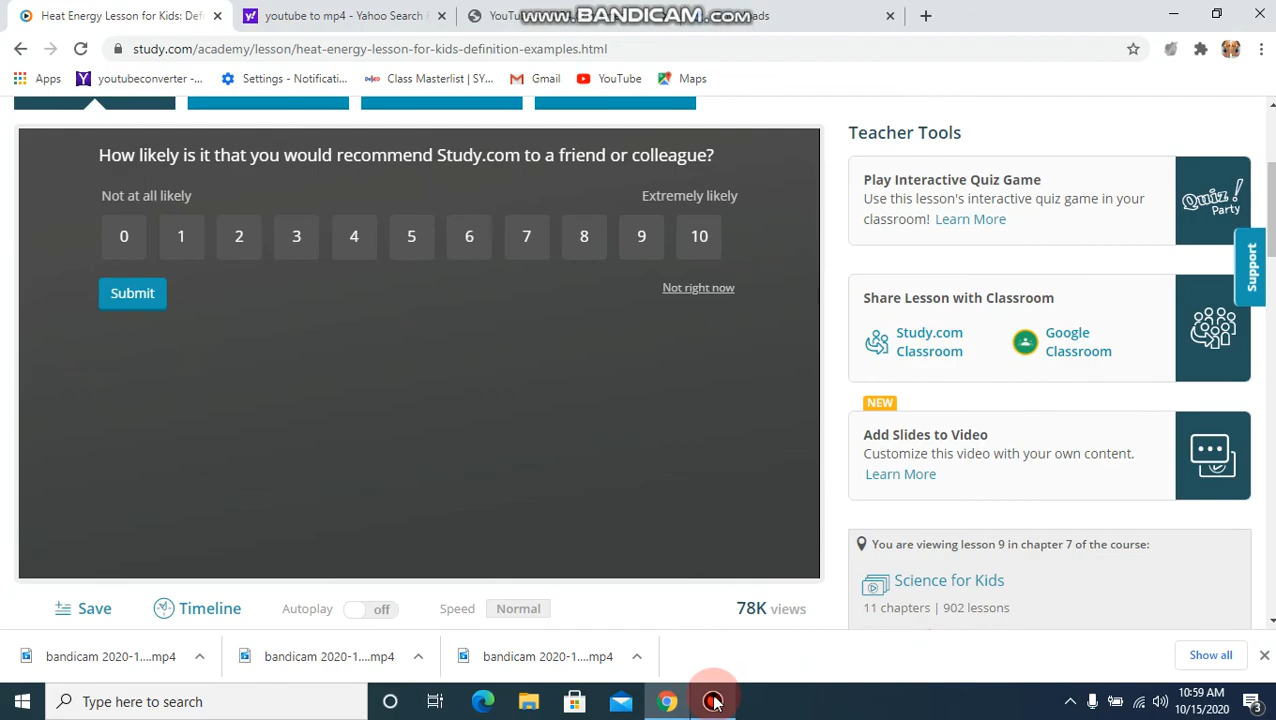 Heat Energy Lesson for Kids: Def
youtube to mp4 - Yahoo Search
YouTu
ads
www.BANDICAM.com
study.com/academy/lesson/heat-energy-lesson-for-kids-definition-examples.html
Apps
youtubeconverter -...
Settings - Notificati...
Class Masterlist | SY...
Gmail
YouTube
Maps
How likely is it that you would recommend Study.com to a friend or colleague?
Not at all likely
Extremely likely
0 1 2 3 4 5 6 7 8 9 10
Submit
Not right now
Save
Timeline
Autoplay off
Speed Normal
78K views
Teacher Tools
Play Interactive Quiz Game
Use this lesson's interactive quiz game in your
classroom! Learn More
Quiz!
Party
Support
Share Lesson with Classroom
Study.com
Classroom
Google
Classroom
NEW
Add Slides to Video
Customize this video with your own content.
Learn More
You are viewing lesson 9 in chapter 7 of the course:
Science for Kids
11 chapters | 902 lessons
bandicam 2020-1....mp4
bandicam 2020-1....mp4
bandicam 2020-1....mp4
Show all
Type here to search
10:59 AM
10/15/2020
3